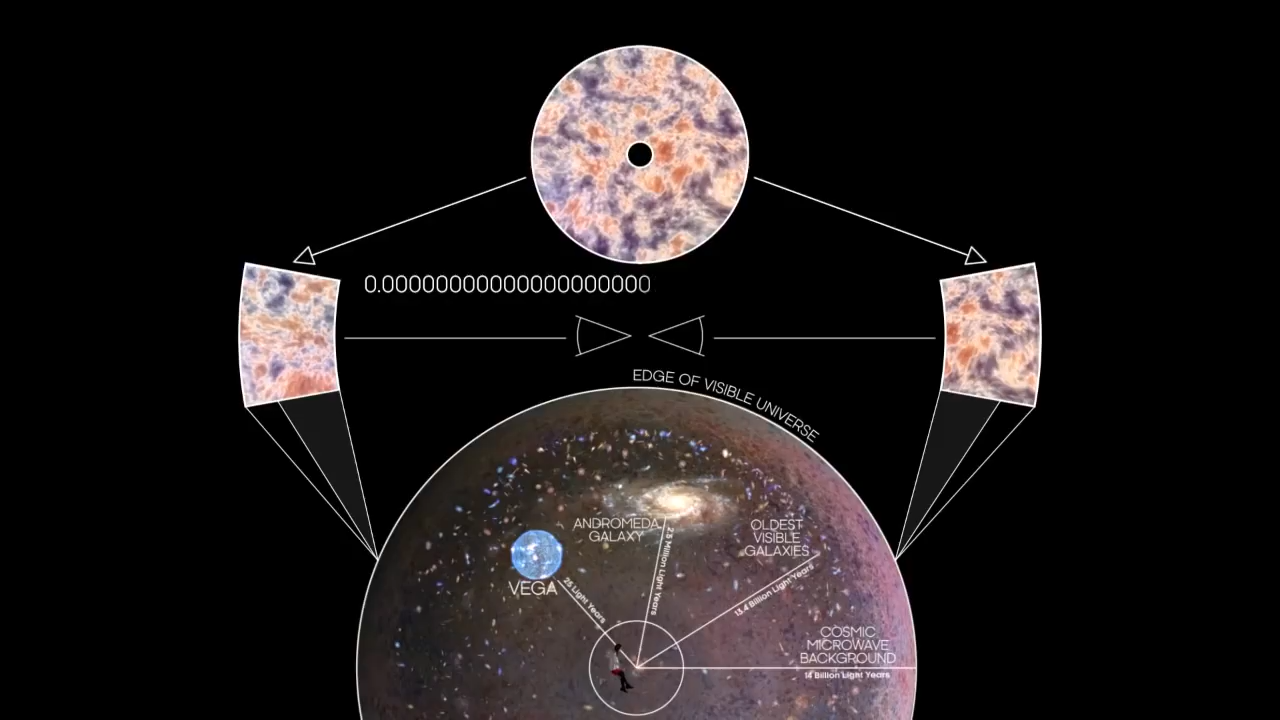 0.000000000000000000000
EDGE OF VISIBLE UNIVERSE
ANDROMEDA
GALAXY
2.5 Million Light Years
OLDEST
VISIBLE
GALAXIES
13.4 Billion Light Years
VEGA
25 Light Years
COSMIC
MICROWAVE
BACKGROUND
14 Billion Light Years